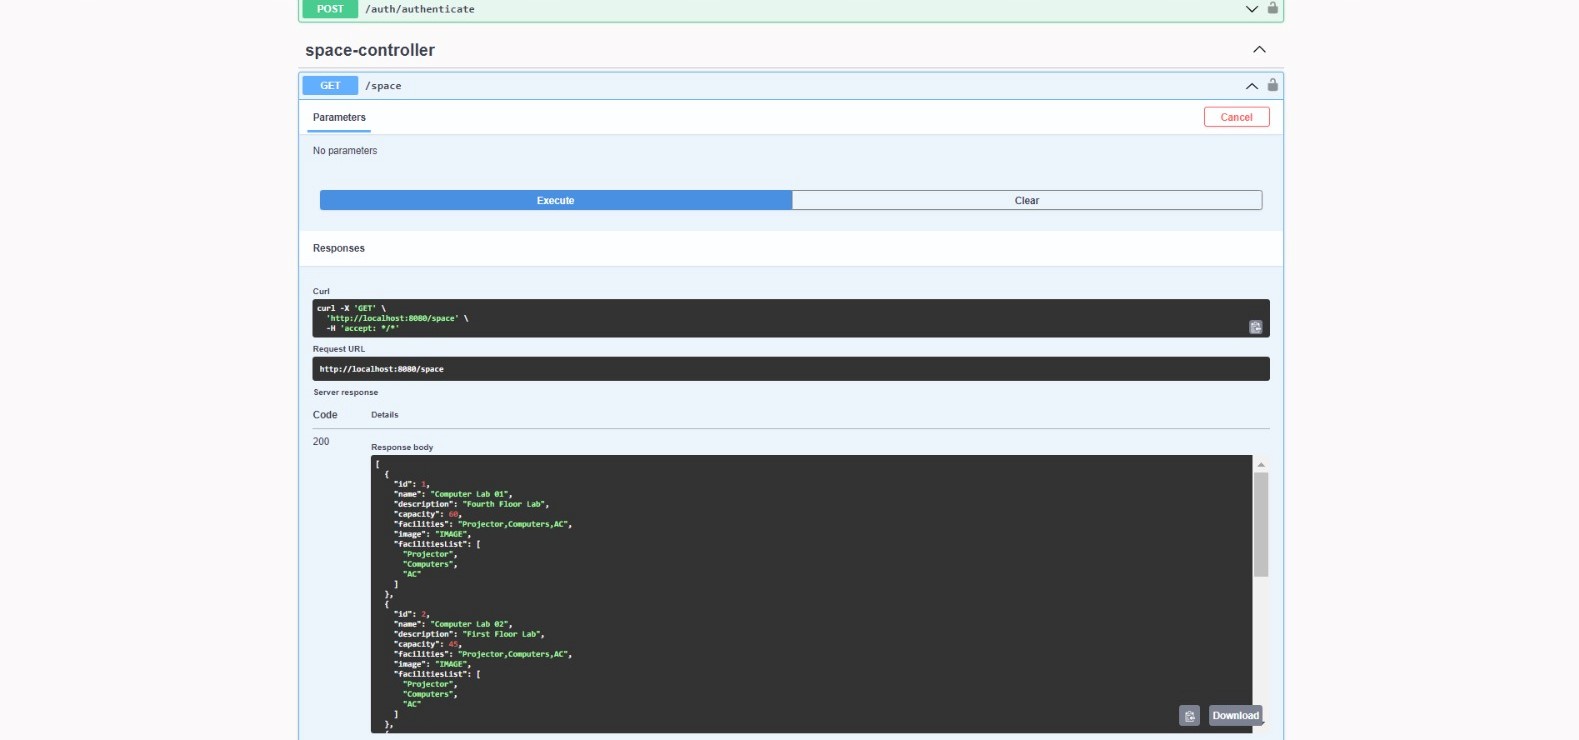 POST /auth/authenticate
space-controller
GET /space
Parameters
Cancel
No parameters
Execute
Clear
Responses
Curl
curl -X 'GET' \
'http://localhost:8080/space' \
-H 'accept: */*'
Request URL
http://localhost:8080/space
Server response
Code Details
200
Response body
[
{
"id": 1,
"name": "Computer Lab 01",
"description": "Fourth Floor Lab",
"capacity": 60,
"facilities": "Projector,Computers,AC",
"image": "IMAGE",
"facilitiesList": [
"Projector",
"Computers",
"AC"
]
},
{
"id": 2,
"name": "Computer Lab 02",
"description": "First Floor Lab",
"capacity": 45,
"facilities": "Projector,Computers,AC",
"image": "IMAGE",
"facilitiesList": [
"Projector",
"Computers",
"AC"
]
},
Download